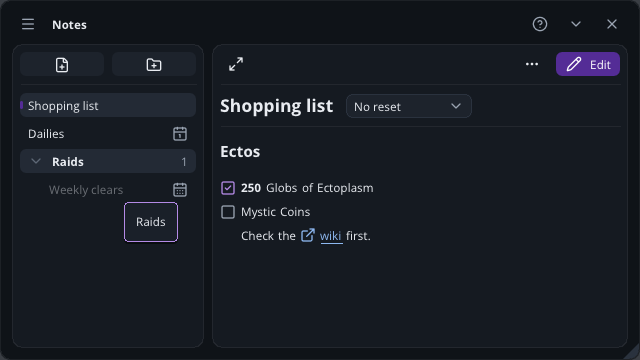 Notes
Edit
Shopping list
Dailies
Raids 1
Weekly clears
Raids
Shopping list
No reset
Ectos
250 Globs of Ectoplasm
Mystic Coins
Check the wiki first.